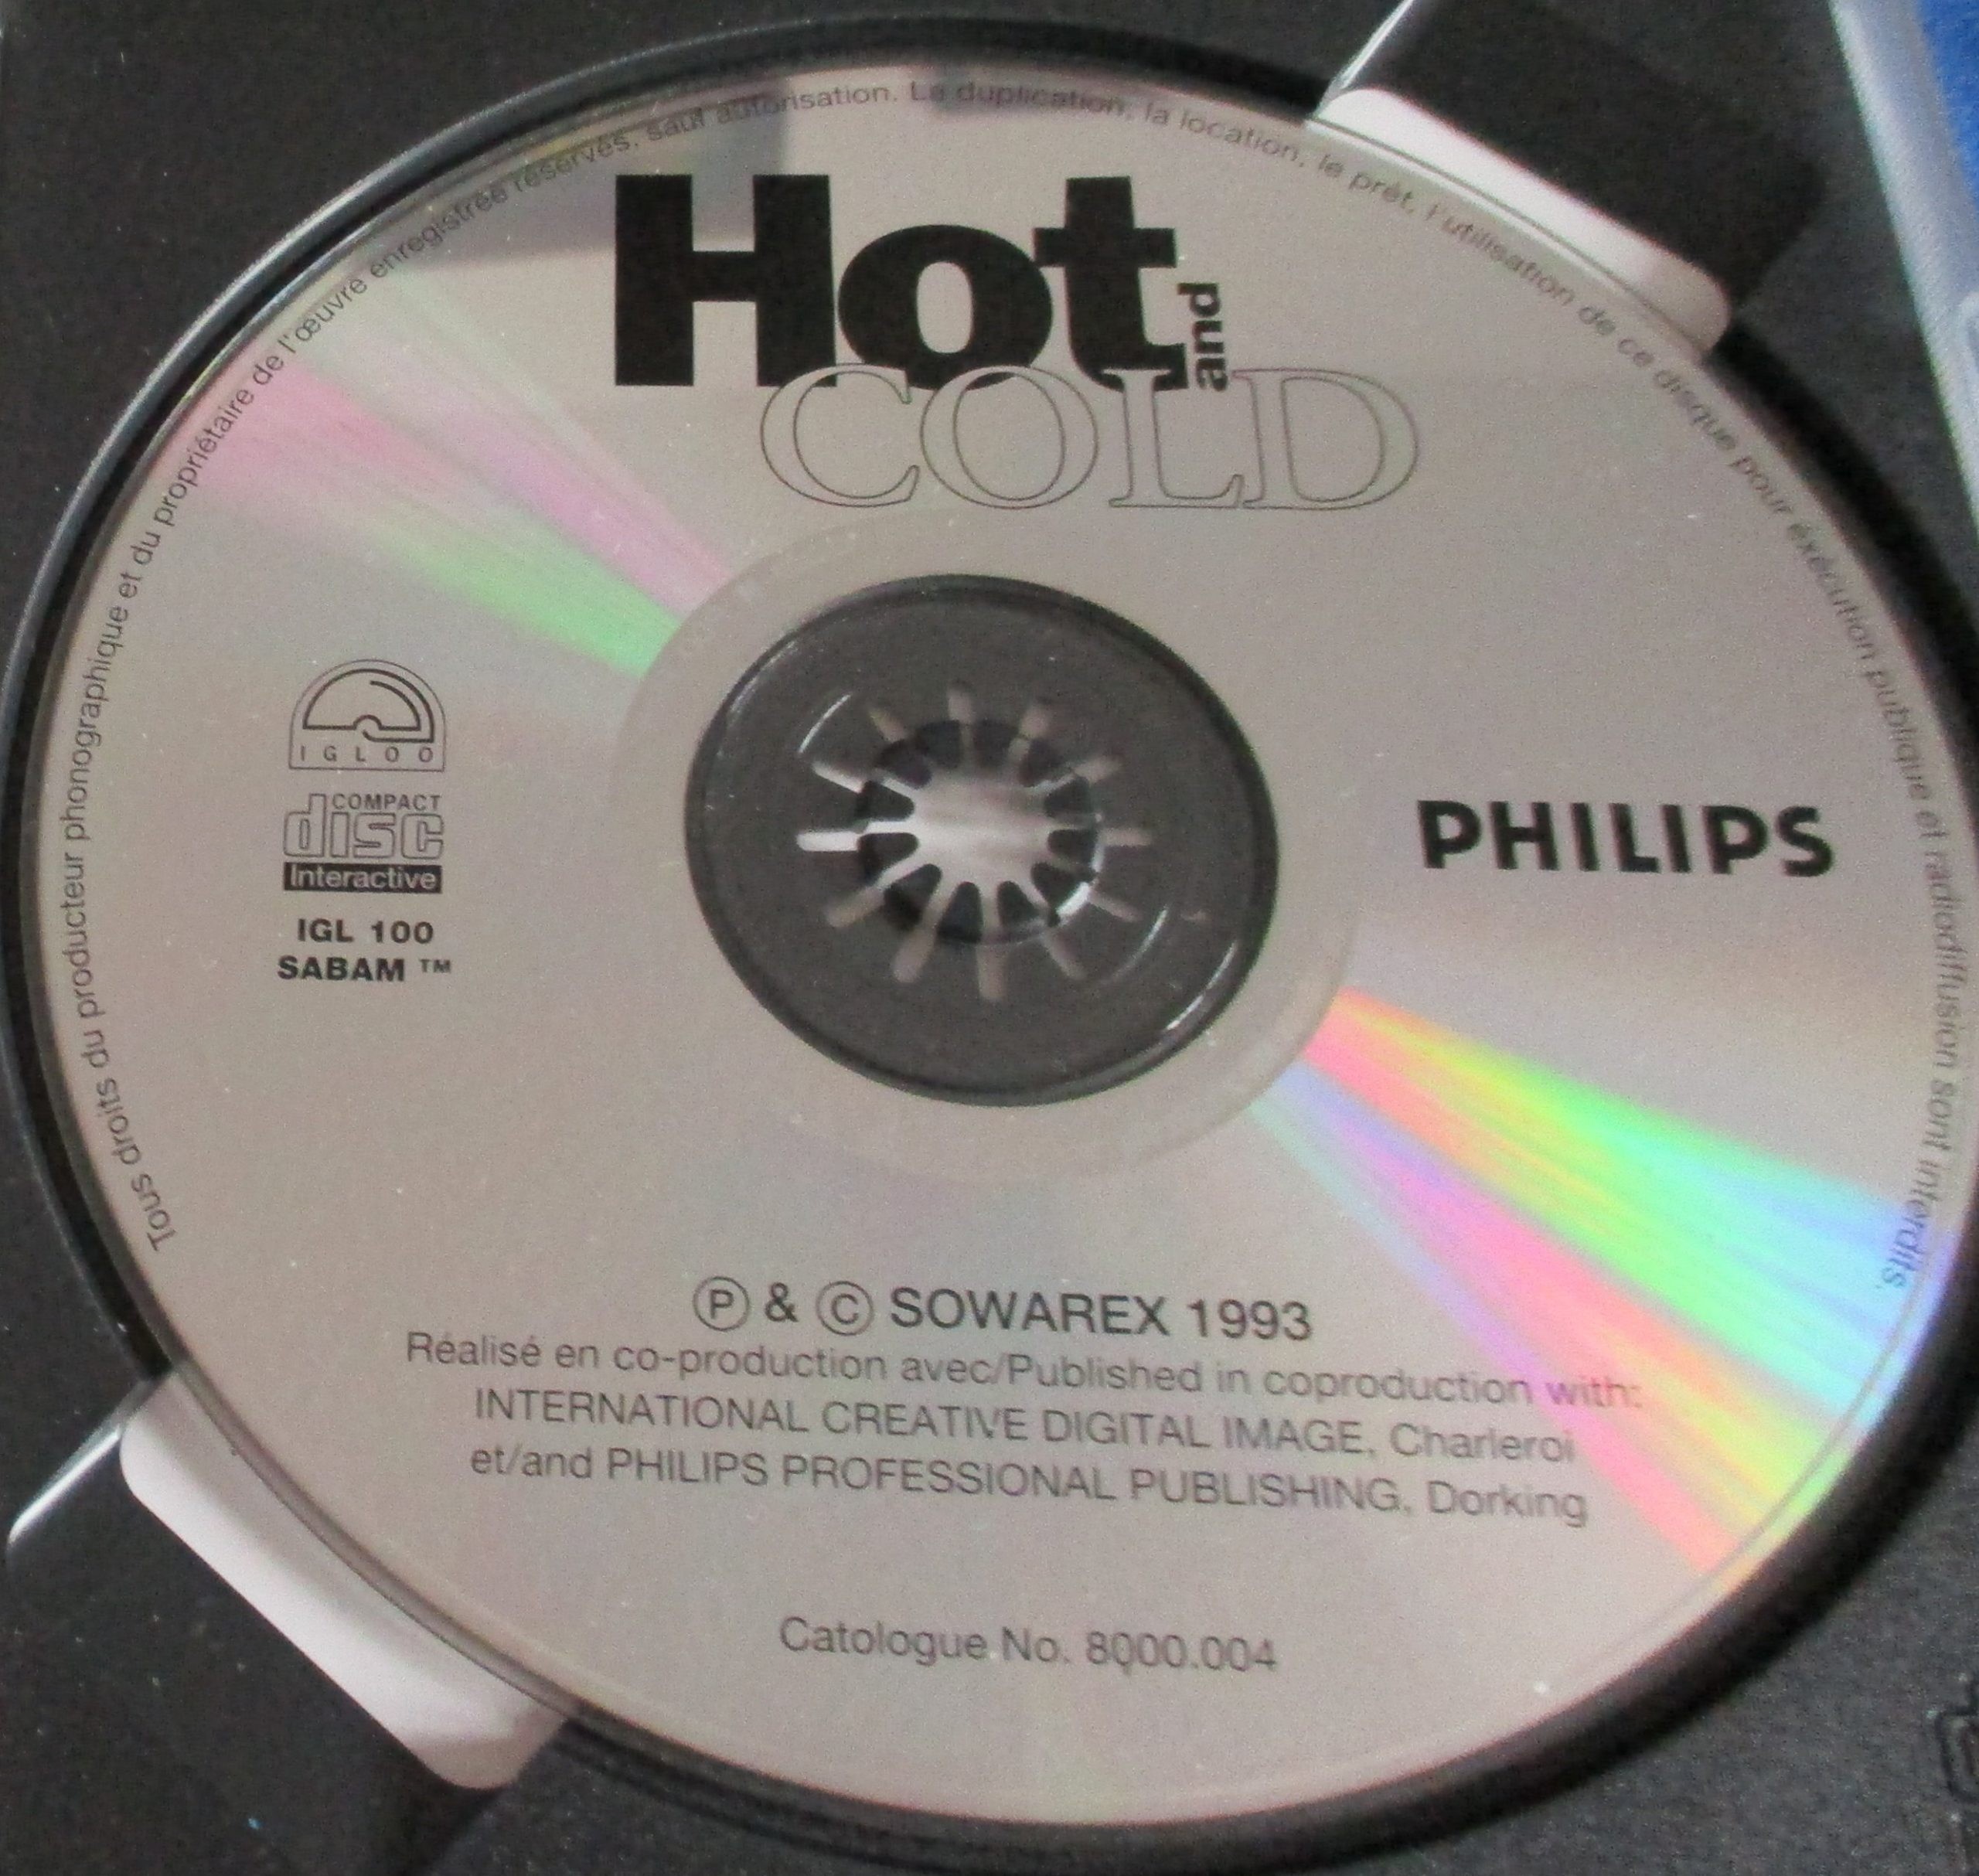 Tous droits du producteur phonographique et du propriétaire de l'œuvre enregistrée réservés, sauf autorisation. La duplication, la location, le prêt, l'utilisation de ce disque pour éxécution publique et radiodiffusion sont interdits.
Hot
and
COLD
IGLOO
COMPACT
disc
Interactive
IGL 100
SABAM ™
PHILIPS
Ⓟ & © SOWAREX 1993
Réalisé en co-production avec/Published in coproduction with:
INTERNATIONAL CREATIVE DIGITAL IMAGE, Charleroi
et/and PHILIPS PROFESSIONAL PUBLISHING, Dorking
Catologue No. 8000.004